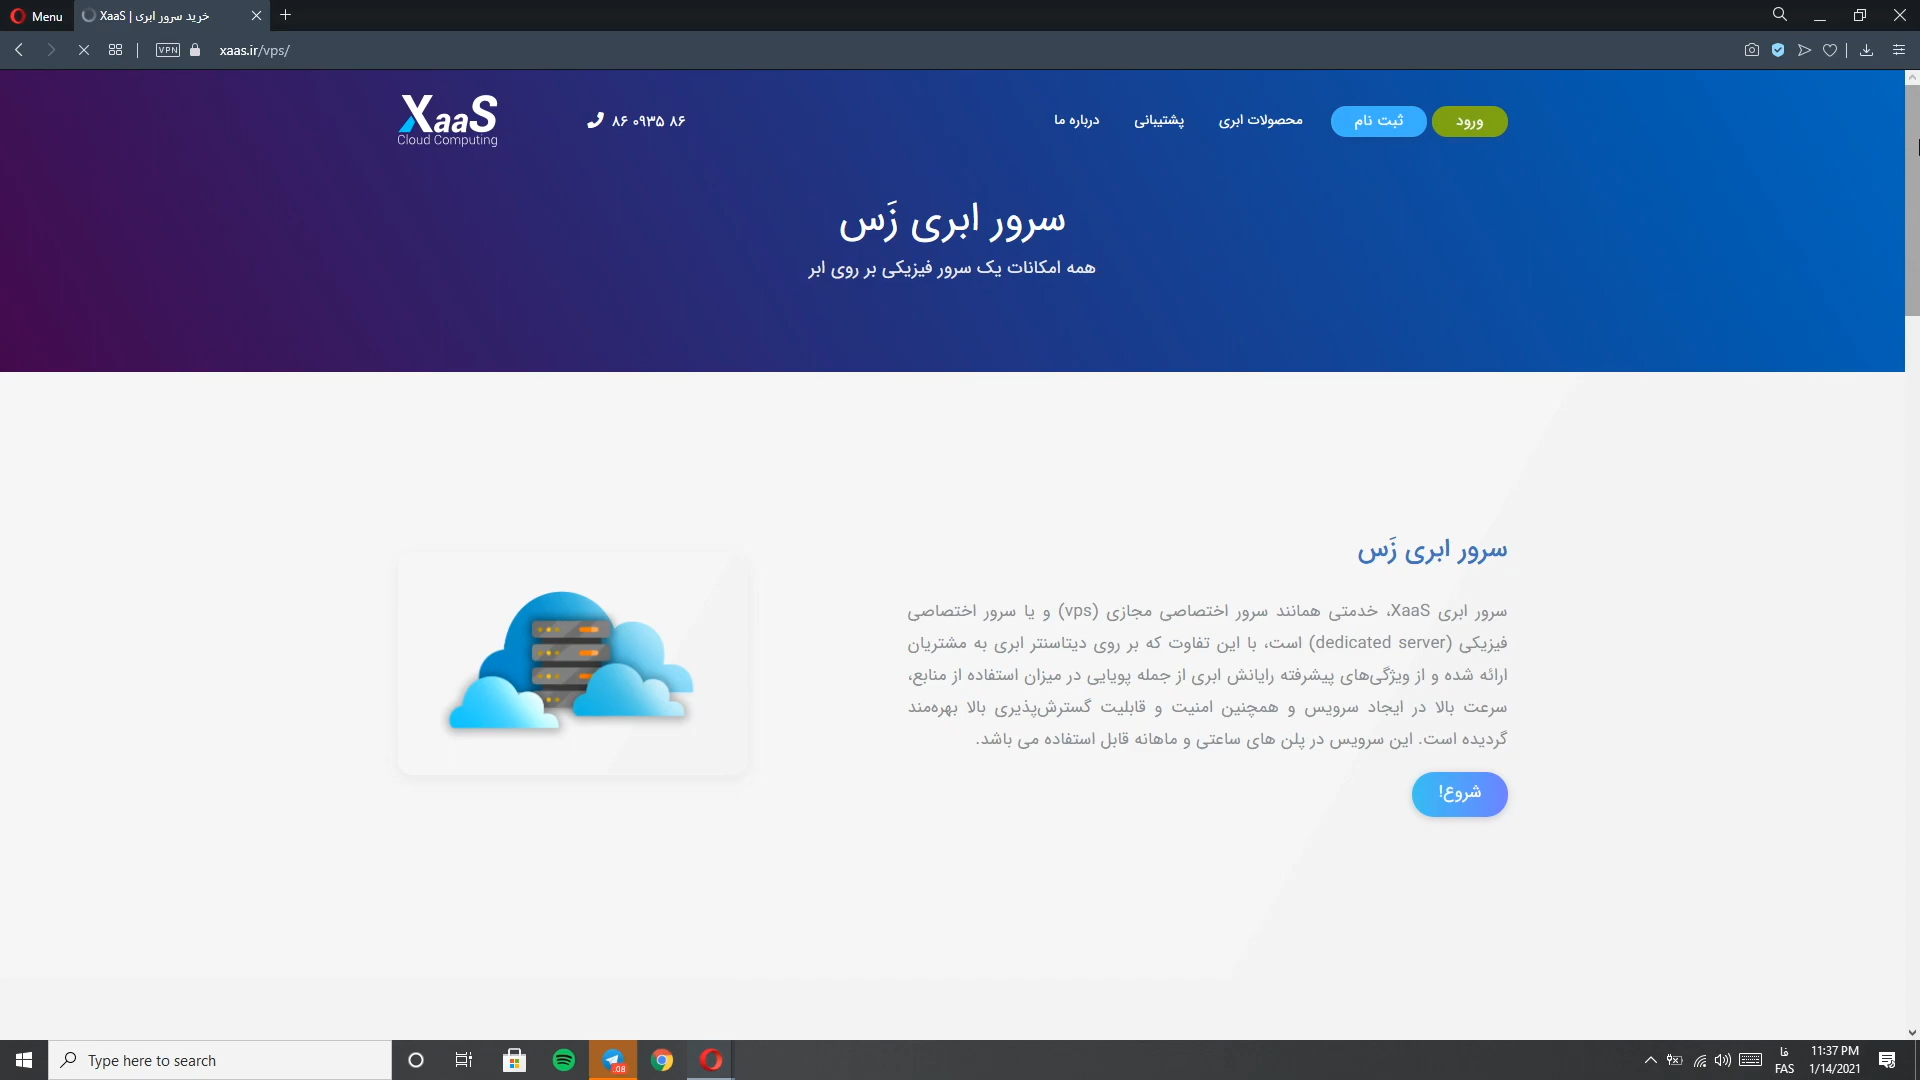 Menu
خرید سرور ابری | XaaS
VPN
xaas.ir/vps/
XaaS
Cloud Computing
۸۶ ۰۹۳۵ ۸۶
ورود
ثبت نام
محصولات ابری
پشتیبانی
درباره ما
سرور ابری زَس
همه امکانات یک سرور فیزیکی بر روی ابر
سرور ابری زَس
سرور ابری XaaS، خدمتی همانند سرور اختصاصی مجازی (vps) و یا سرور اختصاصی
فیزیکی (dedicated server) است، با این تفاوت که بر روی دیتاسنتر ابری به مشتریان
ارائه شده و از ویژگی‌های پیشرفته رایانش ابری از جمله پویایی در میزان استفاده از منابع،
سرعت بالا در ایجاد سرویس و همچنین امنیت و قابلیت گسترش‌پذیری بالا بهره‌مند
گردیده است. این سرویس در پلن های ساعتی و ماهانه قابل استفاده می باشد.
شروع!
Type here to search
.08
فا
FAS
11:37 PM
1/14/2021